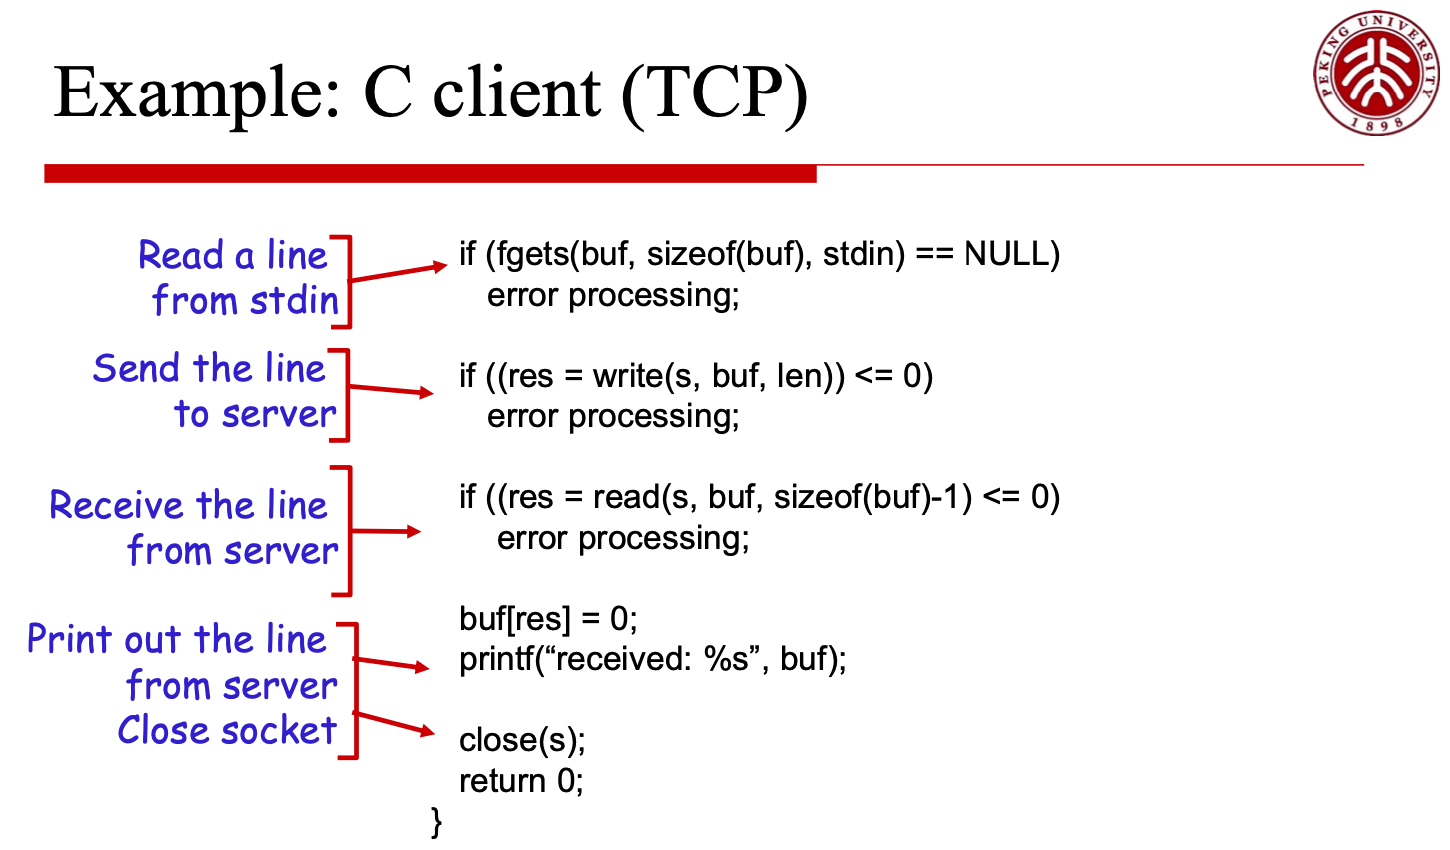 Example: C client (TCP)
PEKING UNIVERSITY
1898
Read a line
from stdin
if (fgets(buf, sizeof(buf), stdin) == NULL)
error processing;
Send the line
to server
if ((res = write(s, buf, len)) <= 0)
error processing;
Receive the line
from server
if ((res = read(s, buf, sizeof(buf)-1) <= 0)
error processing;
Print out the line
from server
Close socket
buf[res] = 0;
printf(“received: %s”, buf);
close(s);
return 0;
}